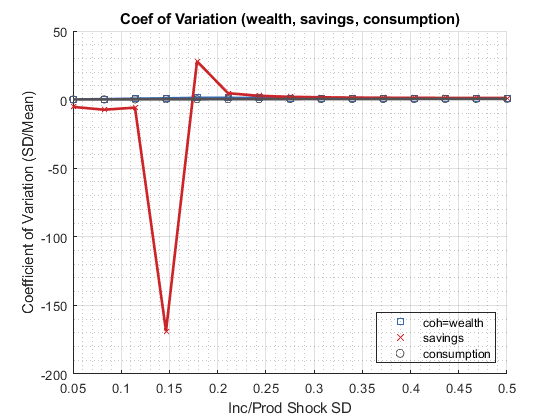 Coef of Variation (wealth, savings, consumption)
50
0
-50
-100
-150
-200
Coefficient of Variation (SD/Mean)
coh=wealth
savings
consumption
0.05
0.1
0.15
0.2
0.25
0.3
0.35
0.4
0.45
0.5
Inc/Prod Shock SD